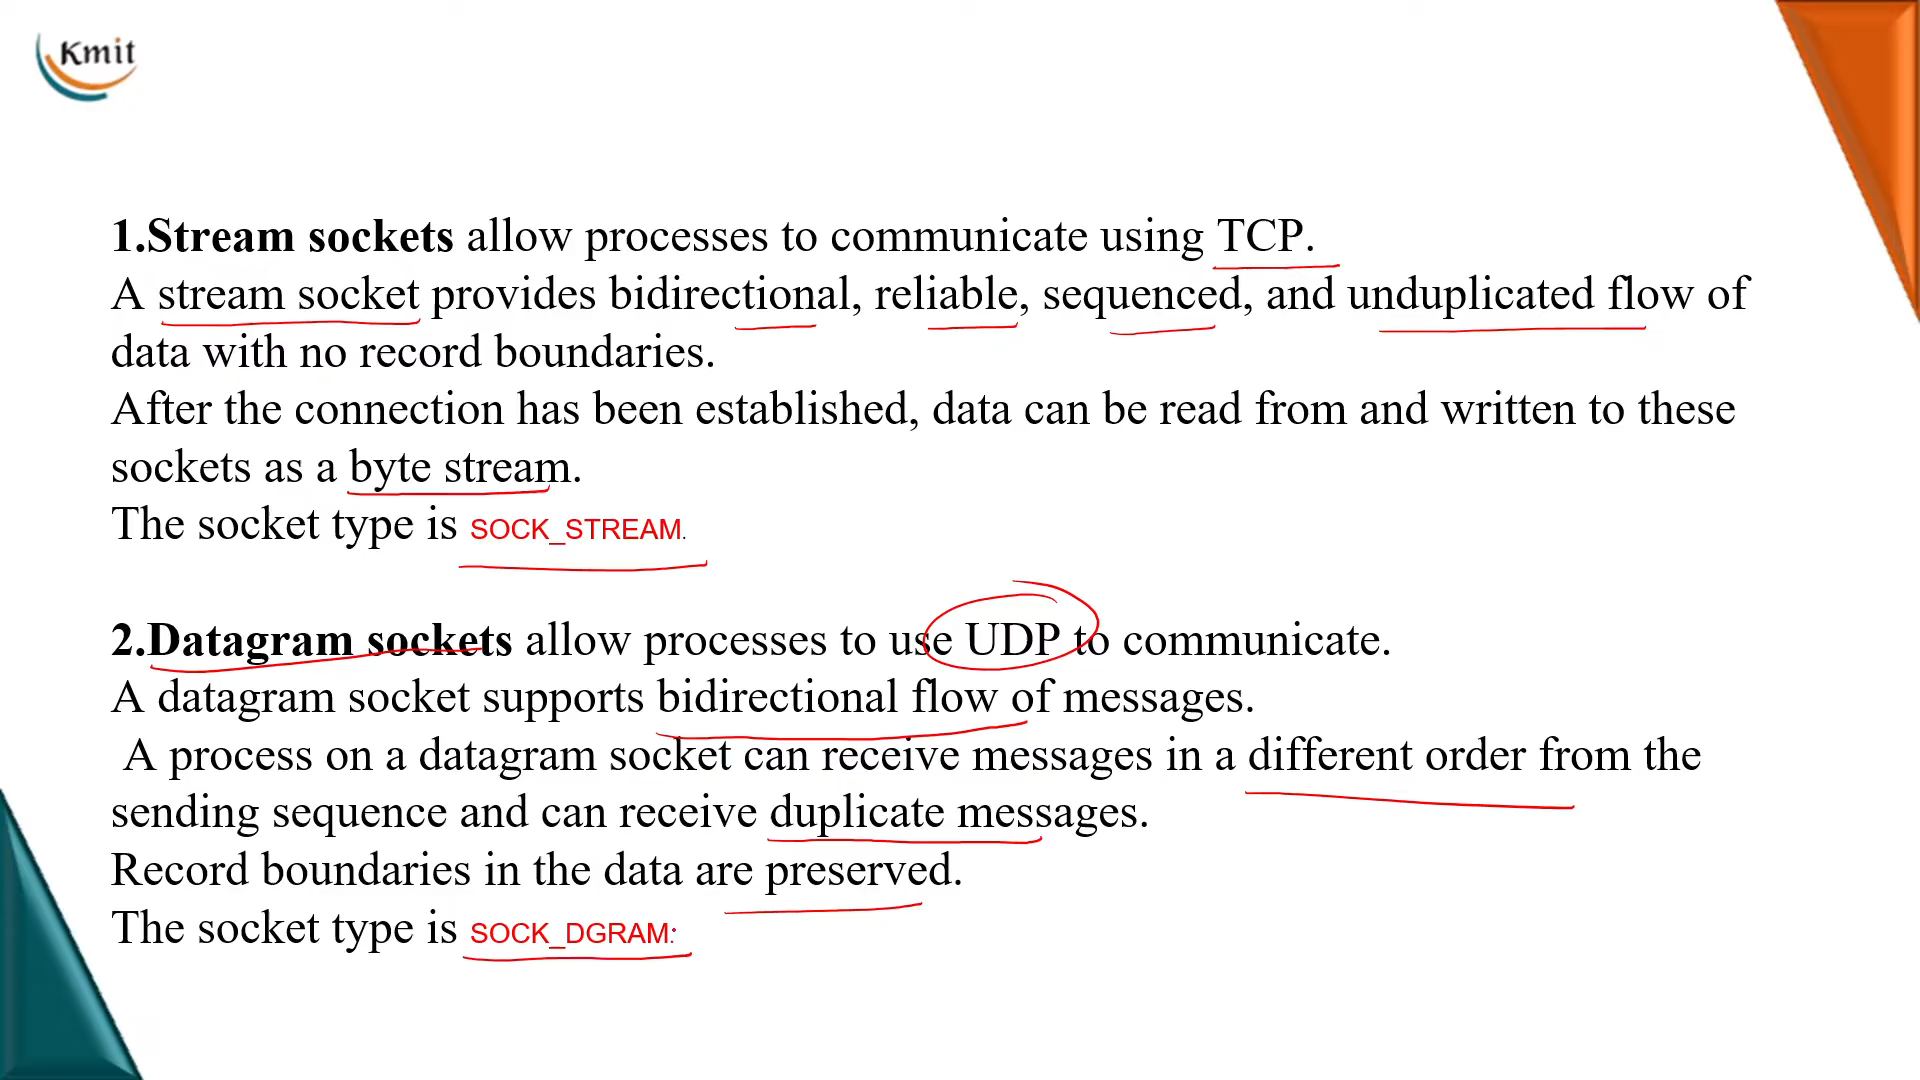 Kmit
1.Stream sockets allow processes to communicate using TCP.
A stream socket provides bidirectional, reliable, sequenced, and unduplicated flow of
data with no record boundaries.
After the connection has been established, data can be read from and written to these
sockets as a byte stream.
The socket type is SOCK_STREAM.
2.Datagram sockets allow processes to use UDP to communicate.
A datagram socket supports bidirectional flow of messages.
A process on a datagram socket can receive messages in a different order from the
sending sequence and can receive duplicate messages.
Record boundaries in the data are preserved.
The socket type is SOCK_DGRAM.